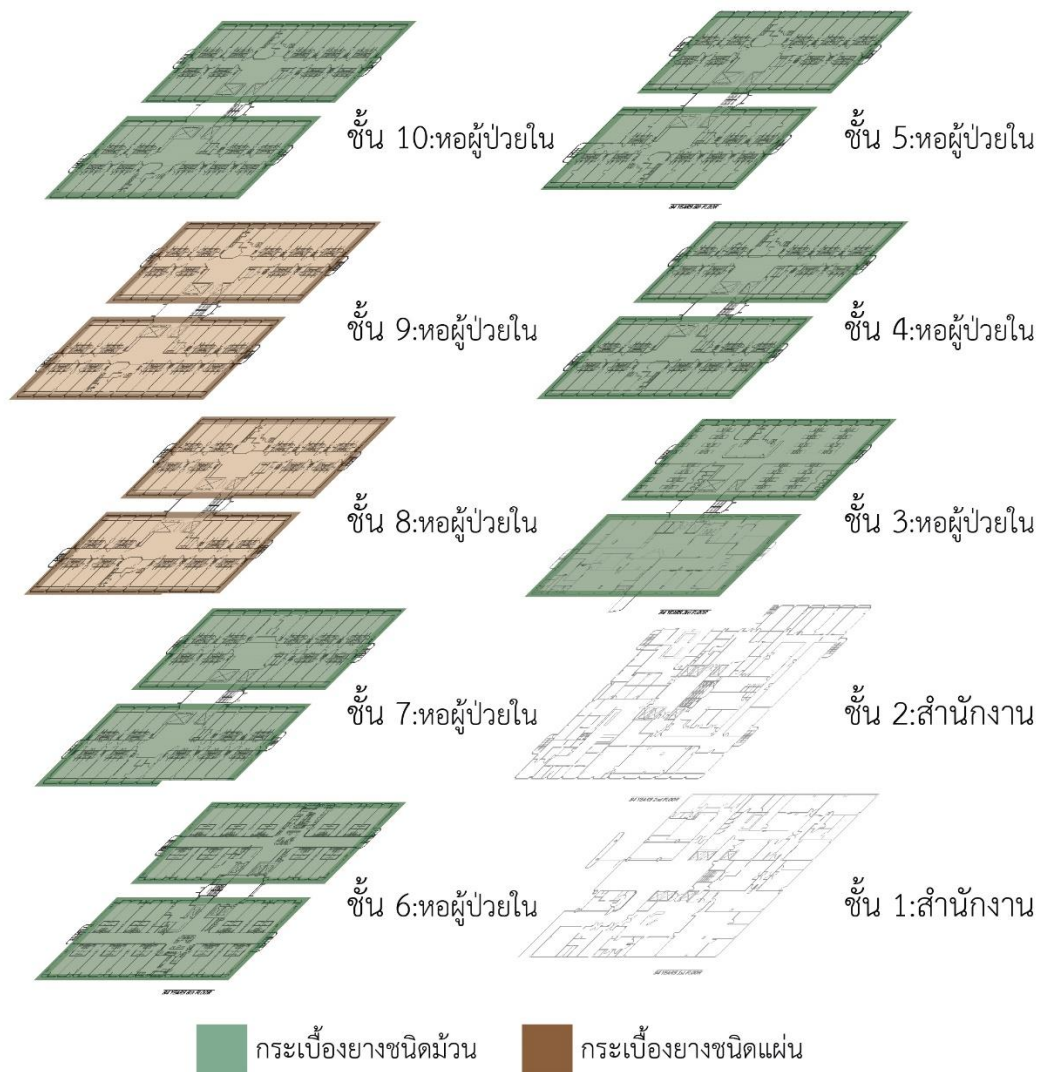 ชั้น 10:หอผู้ป่วยใน
ชั้น 9:หอผู้ป่วยใน
ชั้น 8:หอผู้ป่วยใน
ชั้น 7:หอผู้ป่วยใน
ชั้น 6:หอผู้ป่วยใน
ชั้น 5:หอผู้ป่วยใน
ชั้น 4:หอผู้ป่วยใน
ชั้น 3:หอผู้ป่วยใน
ชั้น 2:สำนักงาน
ชั้น 1:สำนักงาน
กระเบื้องยางชนิดม้วน
กระเบื้องยางชนิดแผ่น